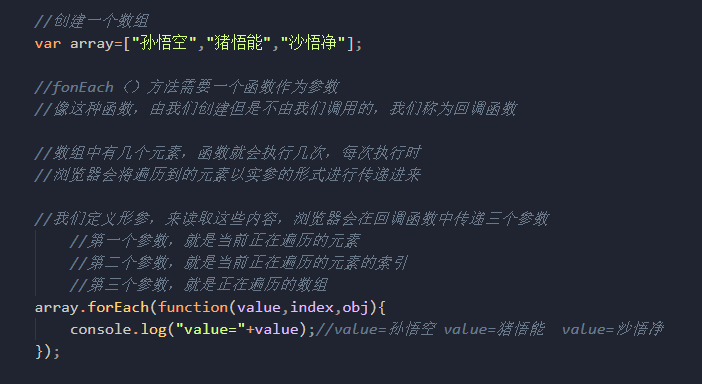 //创建一个数组
var array=["孙悟空","猪悟能","沙悟净"];
//fonEach（）方法需要一个函数作为参数
//像这种函数，由我们创建但是不由我们调用的，我们称为回调函数
//数组中有几个元素，函数就会执行几次，每次执行时
//浏览器会将遍历到的元素以实参的形式进行传递进来
//我们定义形参，来读取这些内容，浏览器会在回调函数中传递三个参数
//第一个参数，就是当前正在遍历的元素
//第二个参数，就是当前正在遍历的元素的索引
//第三个参数，就是正在遍历的数组
array.forEach(function(value,index,obj){
console.log("value="+value);//value=孙悟空 value=猪悟能  value=沙悟净
});